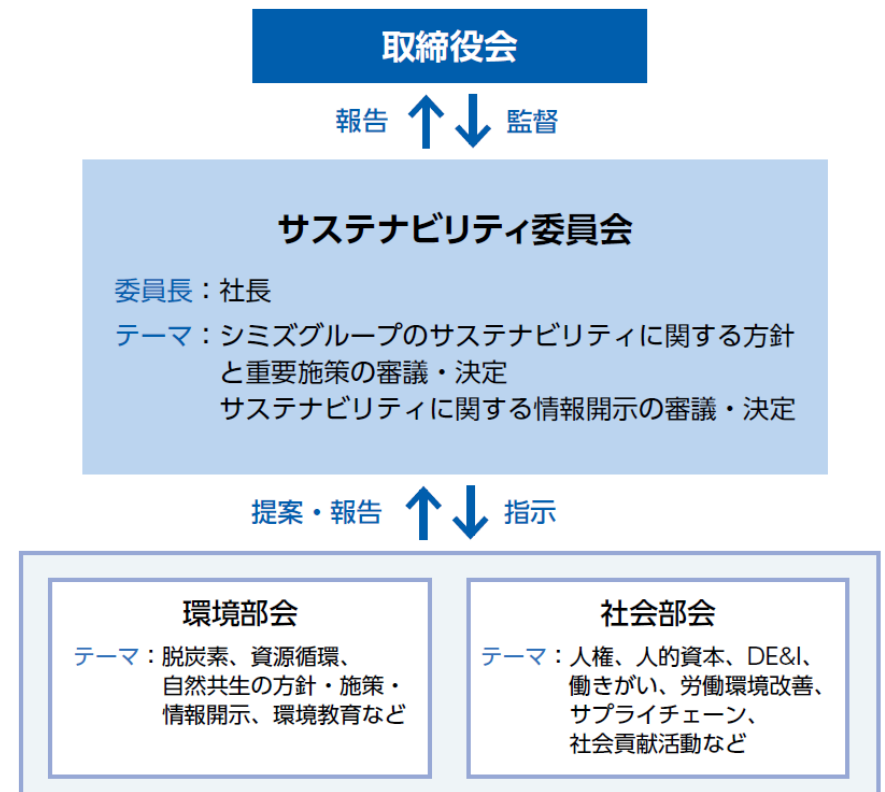 取締役会
報告
監督
サステナビリティ委員会
委員長：社長
テーマ：シミズグループのサステナビリティに関する方針
と重要施策の審議・決定
サステナビリティに関する情報開示の審議・決定
提案・報告
指示
環境部会
テーマ：脱炭素、資源循環、
自然共生の方針・施策・
情報開示、環境教育など
社会部会
テーマ：人権、人的資本、DE&I、
働きがい、労働環境改善、
サプライチェーン、
社会貢献活動など